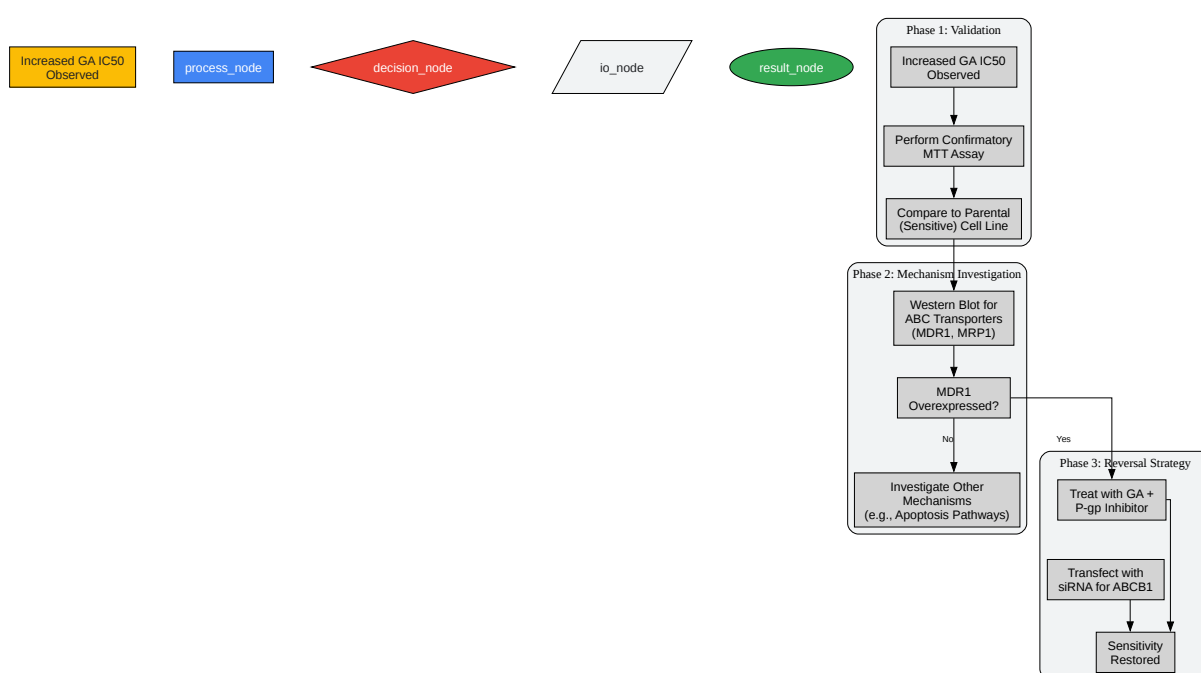 Increased GA IC50
Observed
process_node
decision_node
io_node
result_node
Phase 1: Validation
Increased GA IC50
Observed
Perform Confirmatory
MTT Assay
Compare to Parental
(Sensitive) Cell Line
Phase 2: Mechanism Investigation
Western Blot for
ABC Transporters
(MDR1, MRP1)
MDR1
Overexpressed?
No
Yes
Investigate Other
Mechanisms
(e.g., Apoptosis Pathways)
Phase 3: Reversal Strategy
Treat with GA +
P-gp Inhibitor
Transfect with
siRNA for ABCB1
Sensitivity
Restored